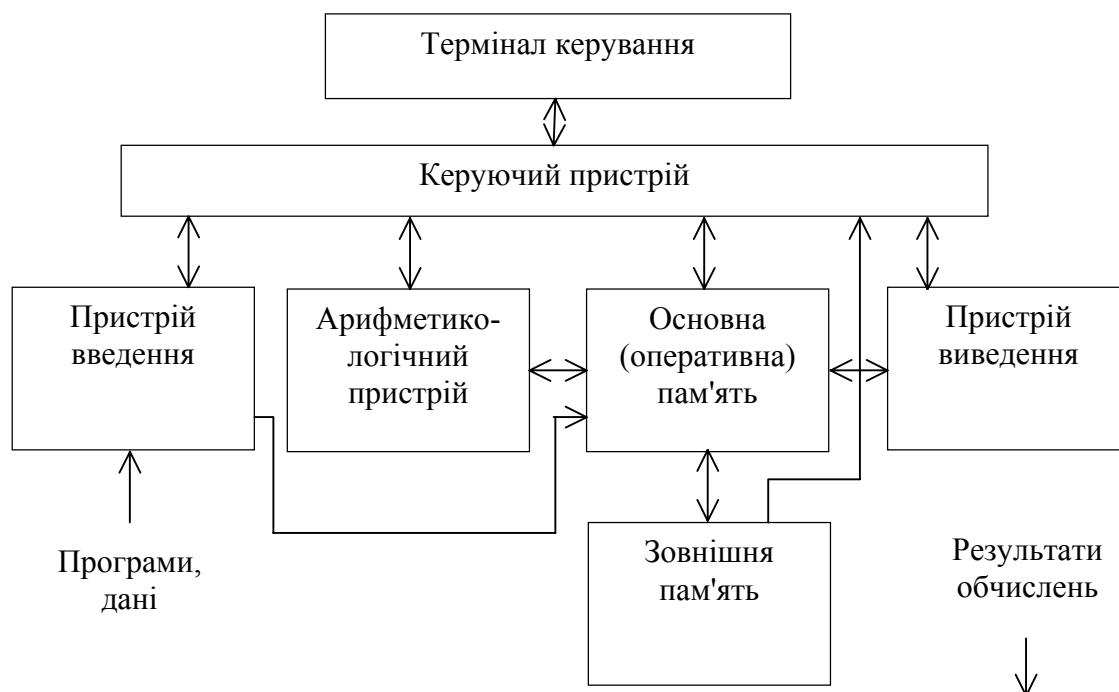 Термінал керування
Керуючий пристрій
Пристрій
введення
Арифметико-
логічний
пристрій
Основна
(оперативна)
пам'ять
Пристрій
виведення
Програми,
дані
Зовнішня
пам'ять
Результати
обчислень